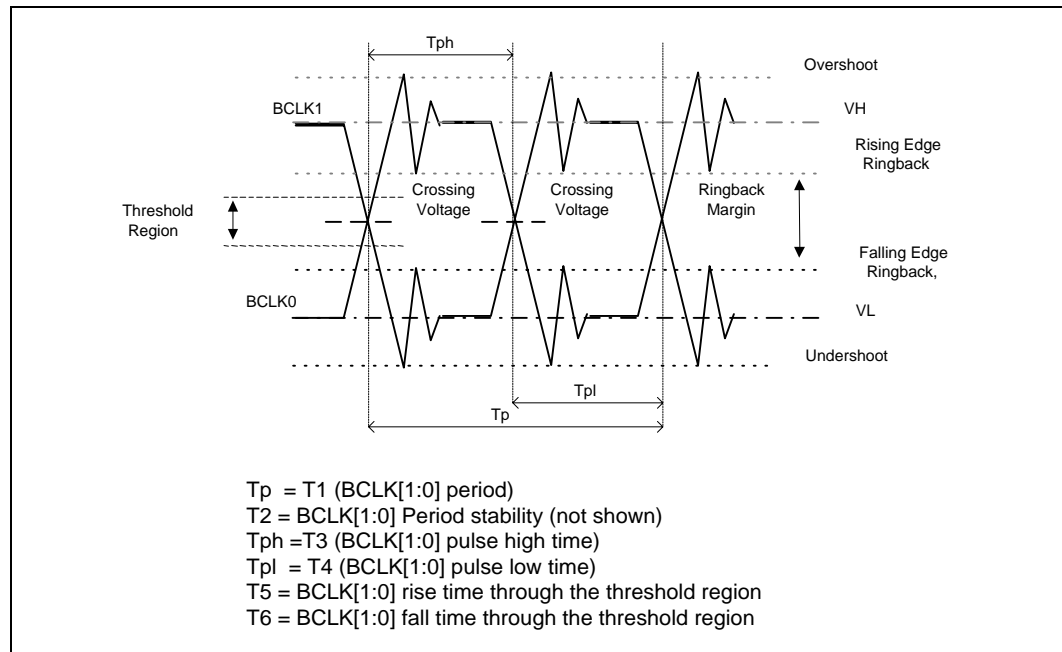 Tph
Overshoot
BCLK1
VH
Rising Edge
Ringback
Crossing
Voltage
Crossing
Voltage
Ringback
Margin
Threshold
Region
Falling Edge
Ringback,
BCLK0
VL
Undershoot
Tpl
Tp
Tp = T1 (BCLK[1:0] period)
T2 = BCLK[1:0] Period stability (not shown)
Tph =T3 (BCLK[1:0] pulse high time)
Tpl = T4 (BCLK[1:0] pulse low time)
T5 = BCLK[1:0] rise time through the threshold region
T6 = BCLK[1:0] fall time through the threshold region